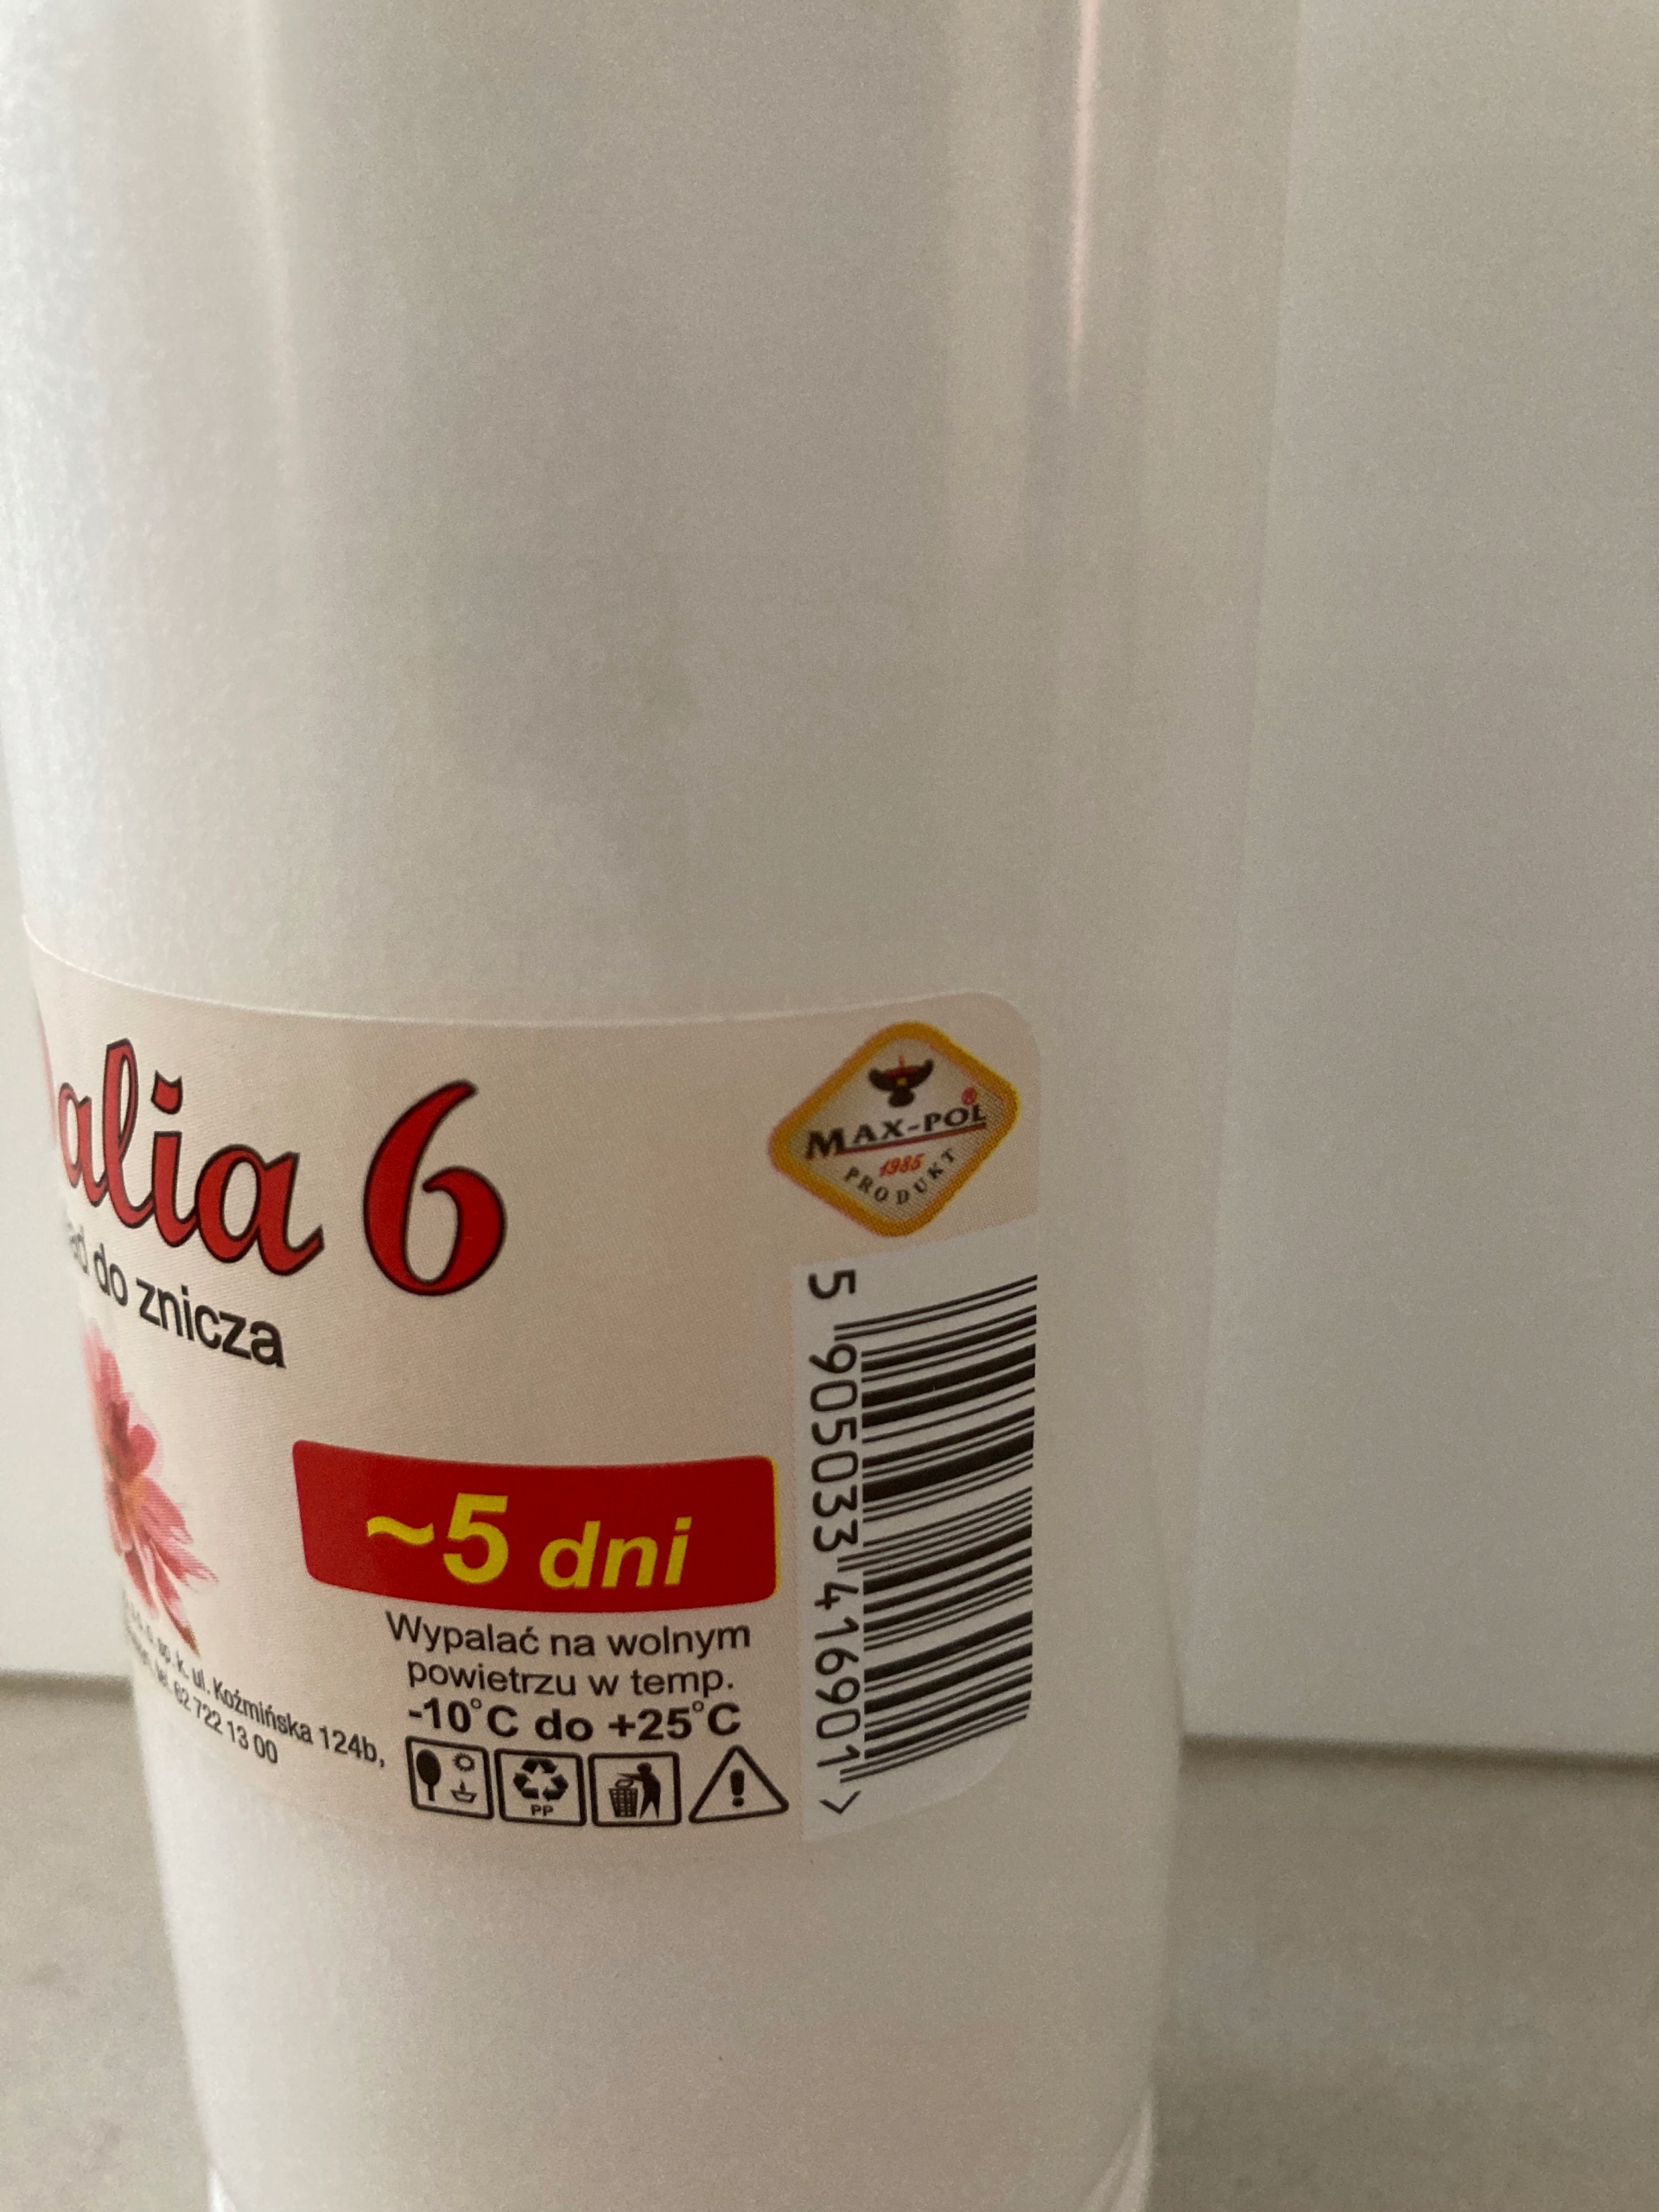 alia 6
do znicza
MAX-POL®
1985
PRODUKT
~5 dni
Wypalać na wolnym
powietrzu w temp.
-10°C do +25°C
sp. k. ul. Koźmińska 124b,
tel. 62 722 13 00
PP
5 905033 416901 >